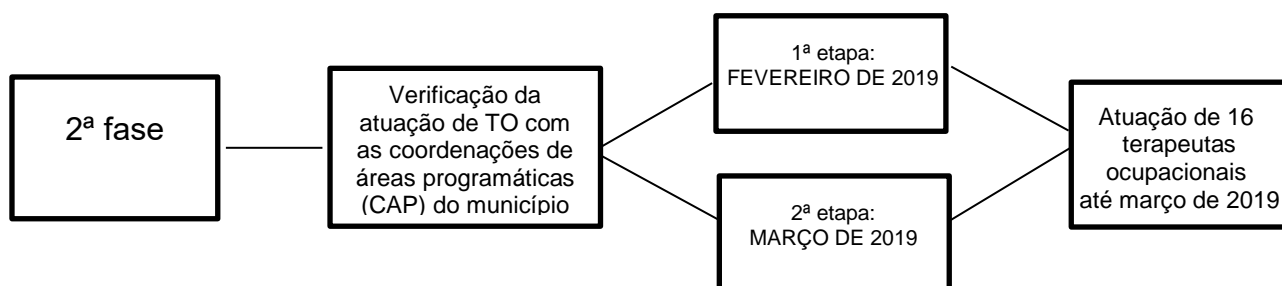 2ª fase
Verificação da
atuação de TO com
as coordenações de
áreas programáticas
(CAP) do município
1ª etapa:
FEVEREIRO DE 2019
2ª etapa:
MARÇO DE 2019
Atuação de 16
terapeutas
ocupacionais
até março de 2019